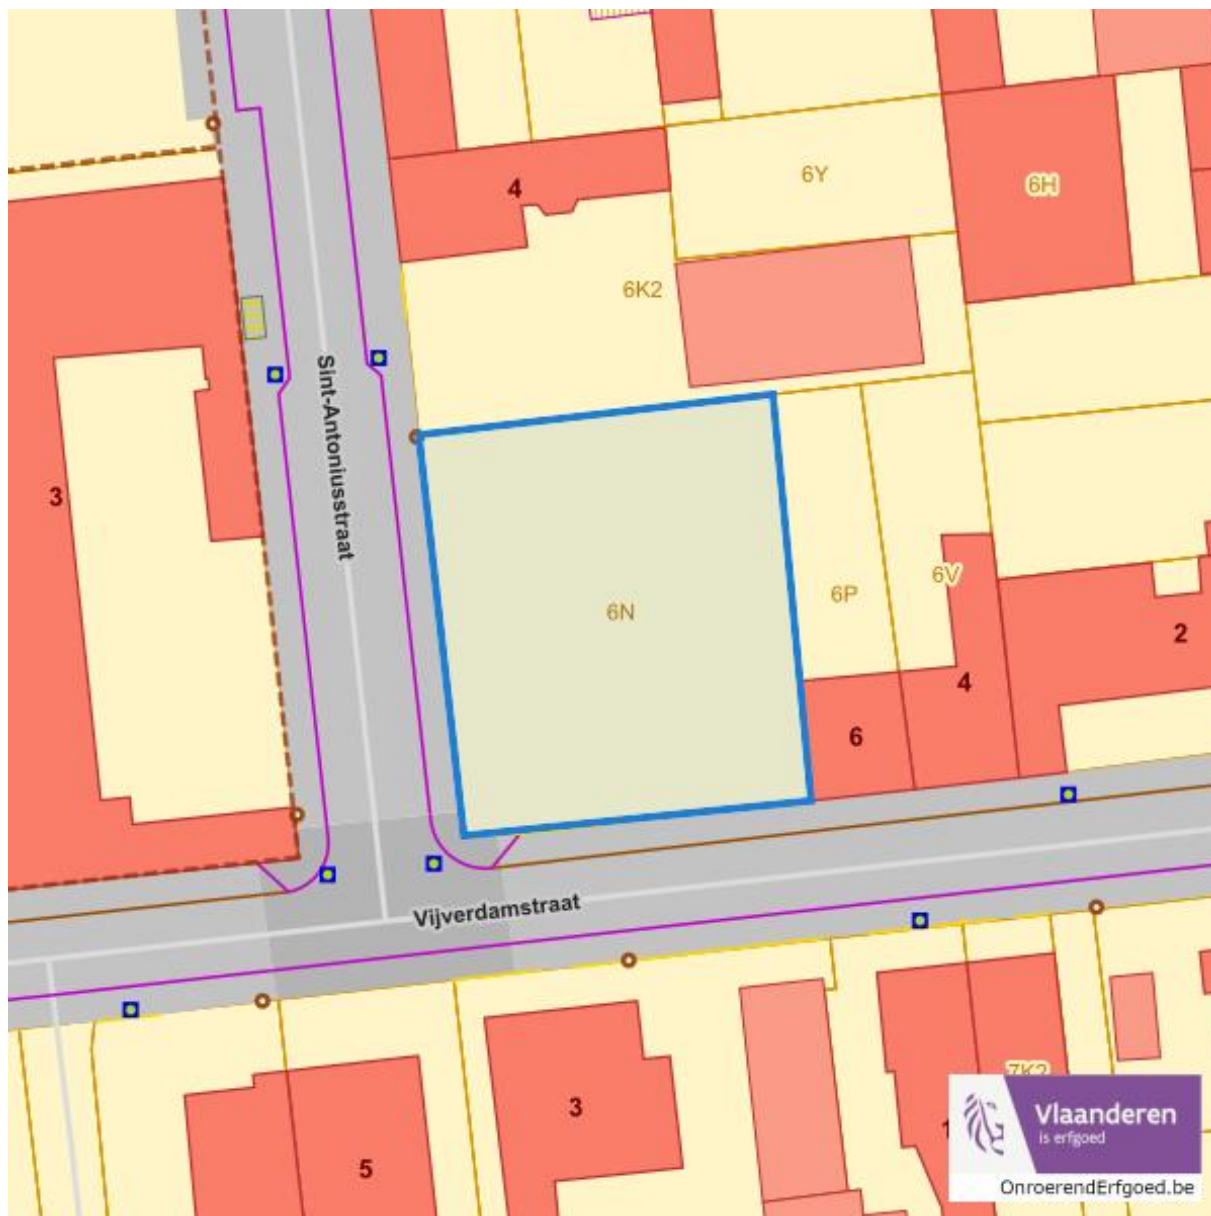 4
6Y
6H
6K2
Sint-Antoniusstraat
3
6N
6P
6V
2
4
6
Vijverdamstraat
3
5
7K2
Vlaanderen
is erfgoed
OnroerendErfgoed.be